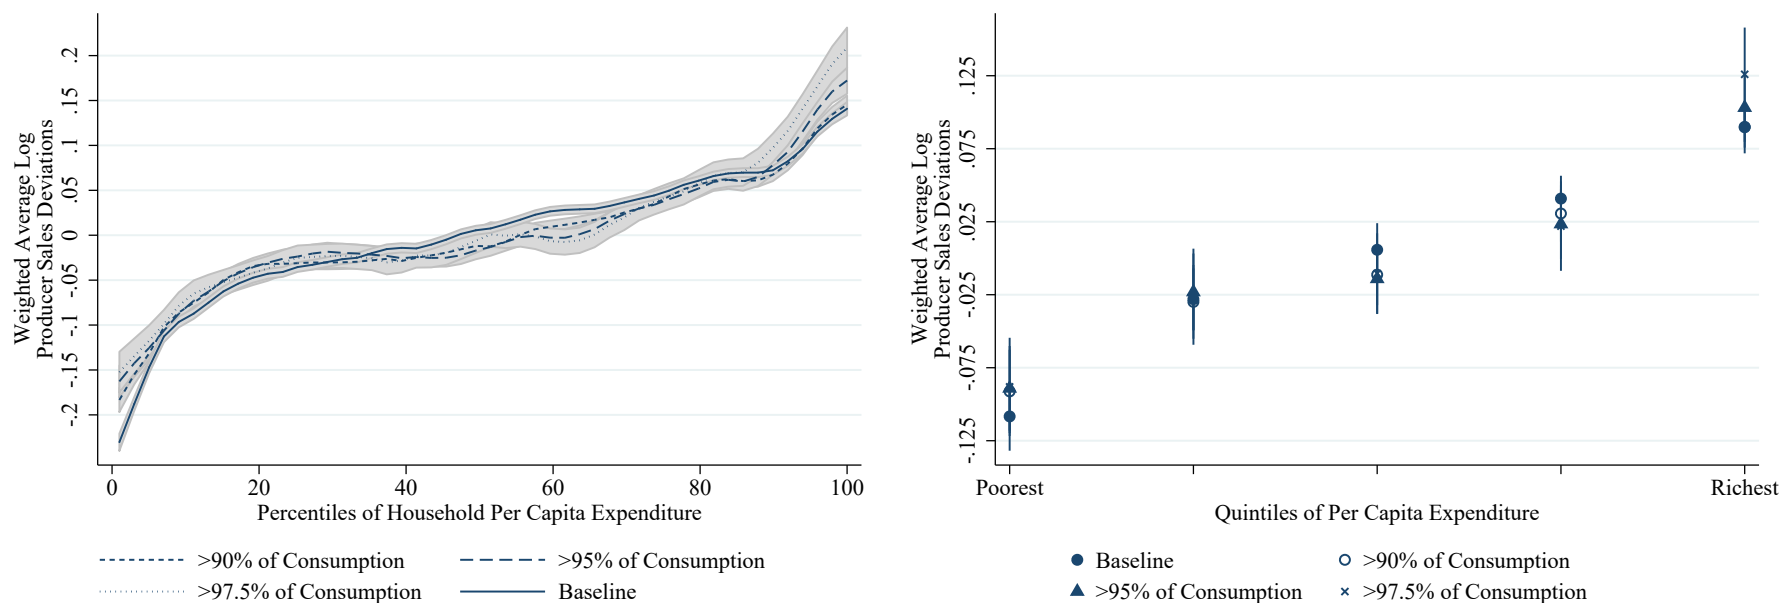 Weighted Average Log
Producer Sales Deviations
.2
.15
.1
.05
0
-.05
-.1
-.15
-.2
0 20 40 60 80 100
Percentiles of Household Per Capita Expenditure
>90% of Consumption >95% of Consumption
>97.5% of Consumption Baseline
Weighted Average Log
Producer Sales Deviations
.125
.075
.025
-.025
-.075
-.125
Poorest Richest
Quintiles of Per Capita Expenditure
Baseline >90% of Consumption
>95% of Consumption >97.5% of Consumption